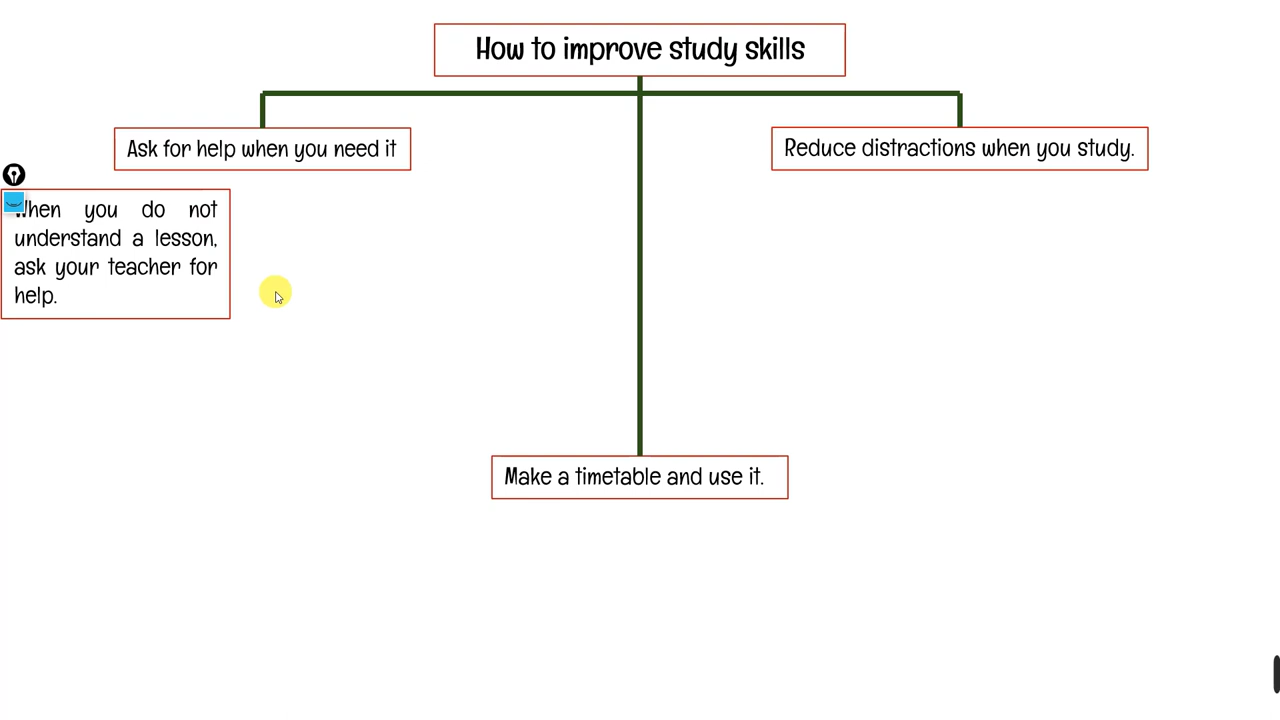 How to improve study skills
Ask for help when you need it
Reduce distractions when you study.
When you do not
understand a lesson,
ask your teacher for
help.
Make a timetable and use it.